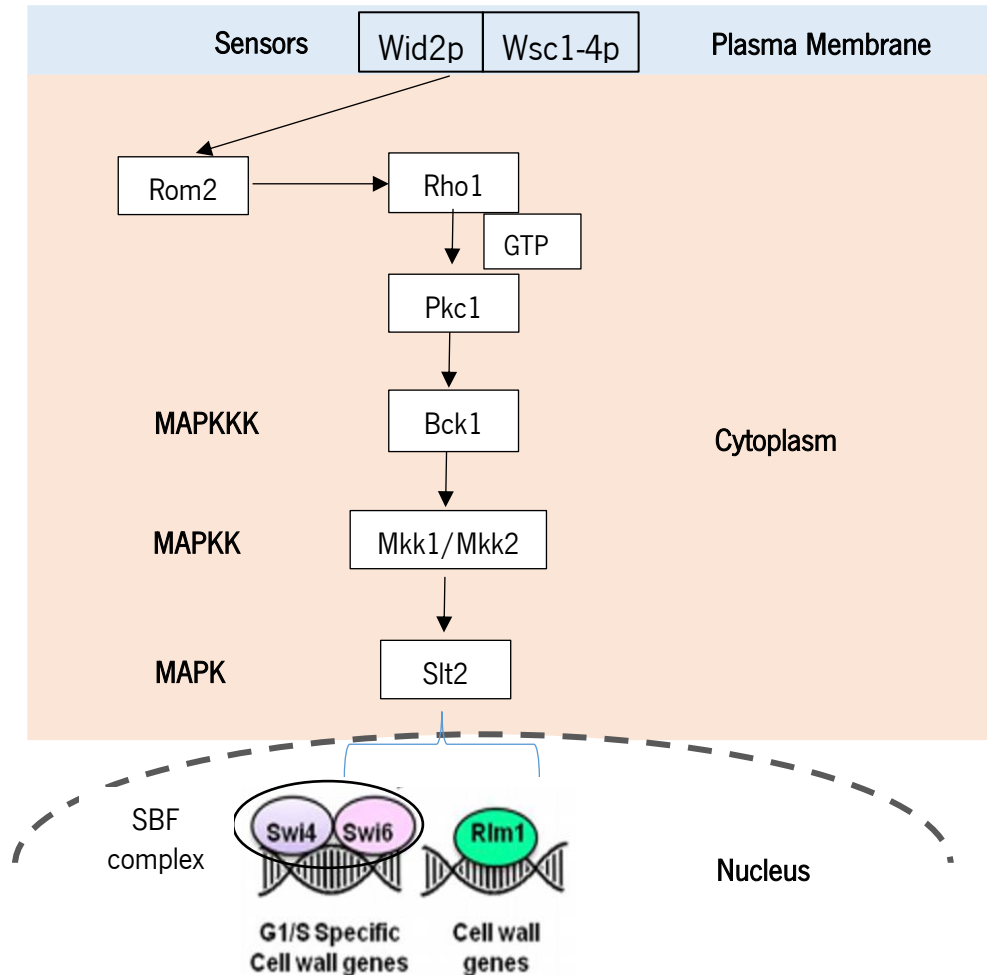 Sensors
Wid2p
Wsc1-4p
Plasma Membrane
Rom2
Rho1
GTP
Pkc1
MAPKKK
Bck1
Cytoplasm
MAPKK
Mkk1/Mkk2
MAPK
Slt2
SBF
complex
Swi4
Swi6
Rlm1
Nucleus
G1/S Specific
Cell wall genes
Cell wall
genes